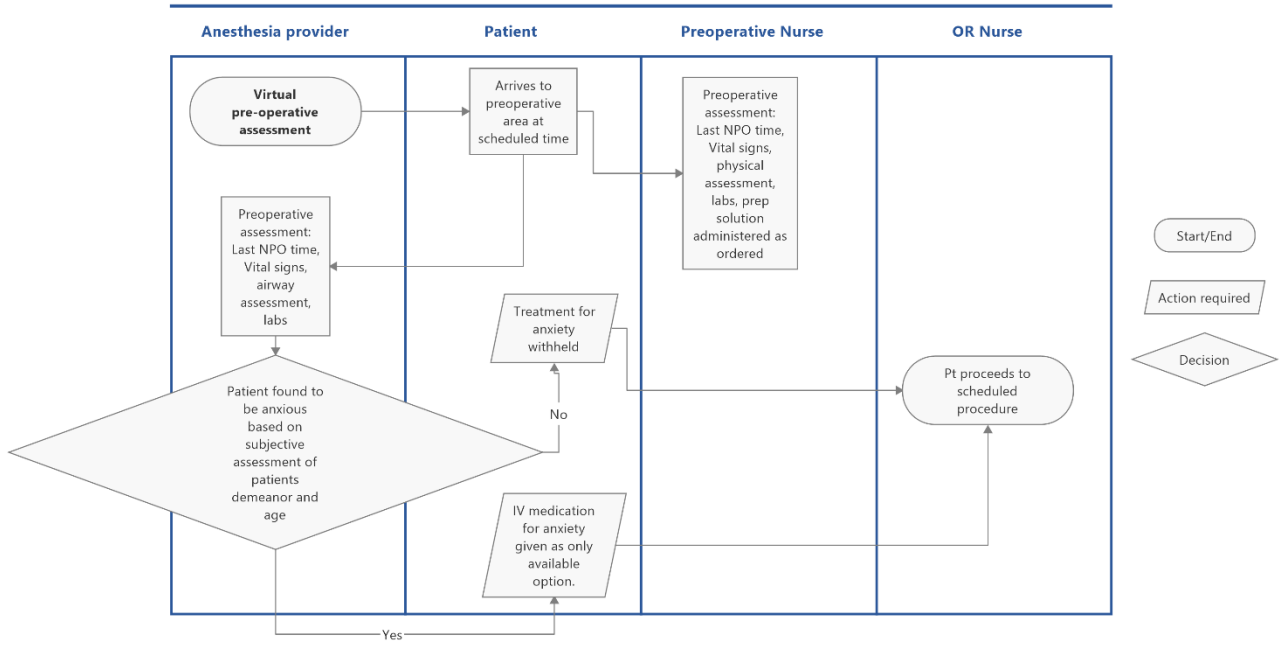 Anesthesia provider
Patient
Preoperative Nurse
OR Nurse
Virtual
pre-operative
assessment
Arrives to
preoperative
area at
scheduled time
Preoperative
assessment:
Last NPO time,
Vital signs,
physical
assessment,
labs, prep
solution
administered as
ordered
Preoperative
assessment:
Last NPO time,
Vital signs,
airway
assessment,
labs
Start/End
Action required
Decision
Treatment for
anxiety
withheld
Patient found to
be anxious
based on
subjective
assessment of
patients
demeanor and
age
No
Pt proceeds to
scheduled
procedure
IV medication
for anxiety
given as only
available
option.
Yes